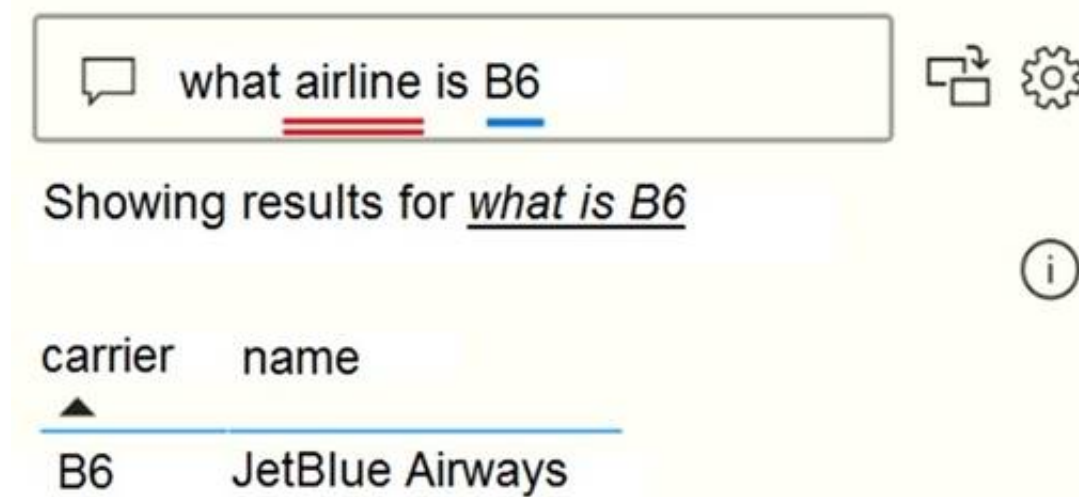 what airline is B6
Showing results for what is B6
i
carrier name
B6 JetBlue Airways